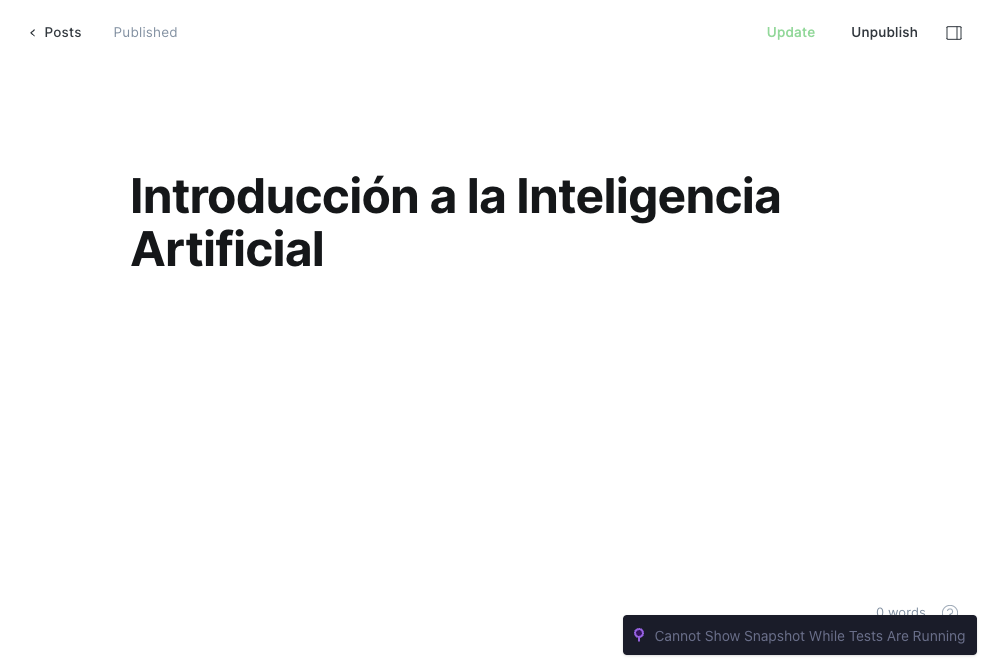 Posts
Published
Update
Unpublish
Introducción a la Inteligencia
Artificial
0 words
?
Cannot Show Snapshot While Tests Are Running